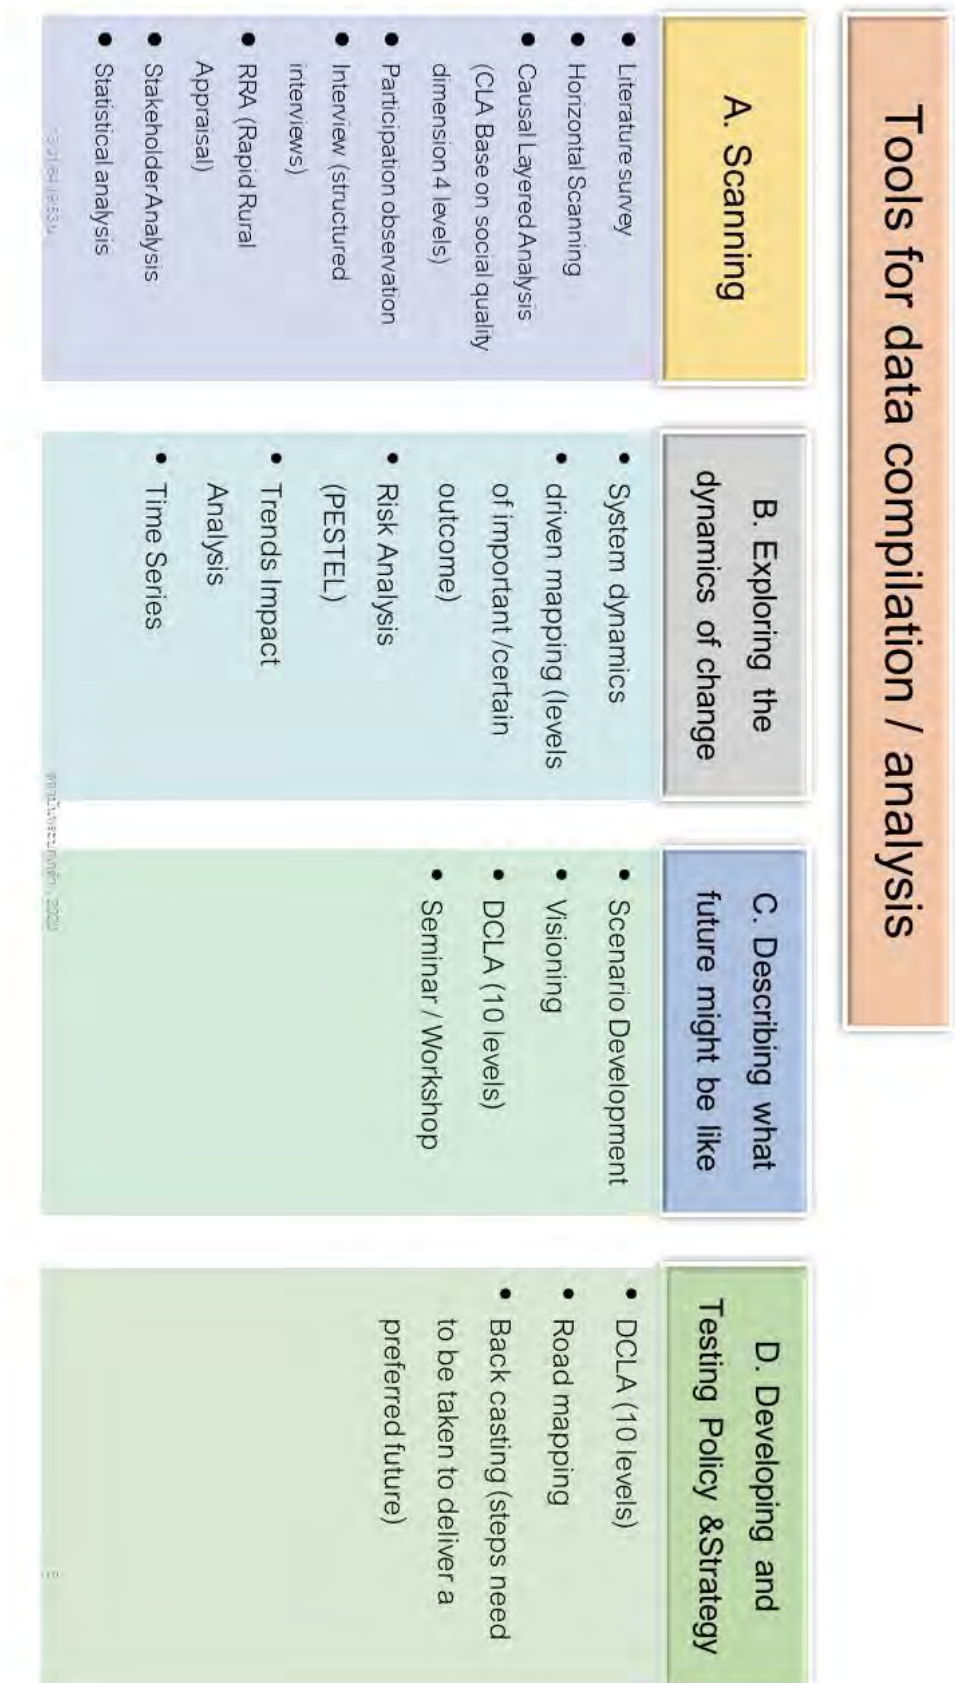 Tools for data compilation / analysis
A. Scanning
● Literature survey
● Horizontal Scanning
● Causal Layered Analysis
(CLA Base on social quality
dimension 4 levels)
● Participation observation
● Interview (structured
interviews)
● RRA (Rapid Rural
Appraisal)
● Stakeholder Analysis
● Statistical analysis
B. Exploring the
dynamics of change
• System dynamics
• driven mapping (levels
of important /certain
outcome)
• Risk Analysis
(PESTEL)
• Trends Impact
Analysis
• Time Series
C. Describing what
future might be like
• Scenario Development
• Visioning
• DCLA (10 levels)
• Seminar / Workshop
D. Developing and
Testing Policy &Strategy
• DCLA (10 levels)
• Road mapping
• Back casting (steps need
to be taken to deliver a
preferred future)